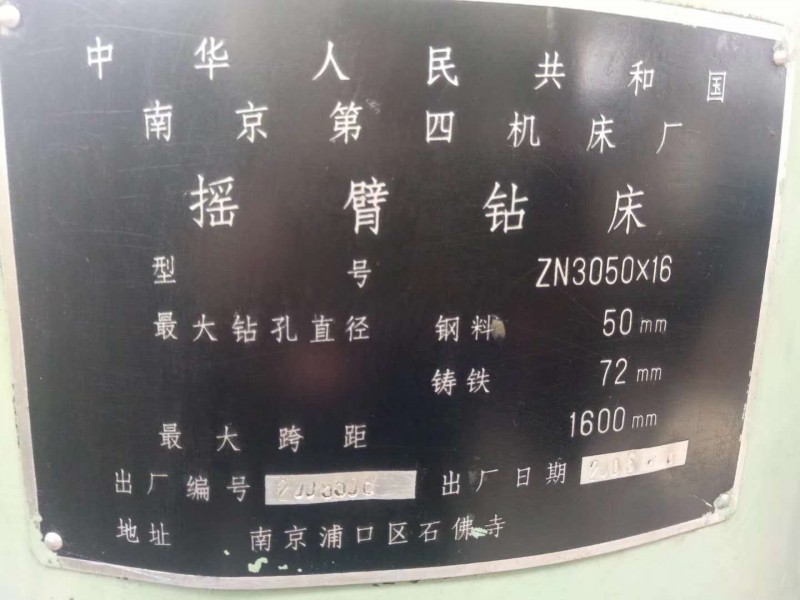 中华人民共和国
南京第四机床厂
摇臂钻床
型号 ZN3050×16
最大钻孔直径 钢料 50mm
铸铁 72mm
最大跨距 1600mm
出厂编号 出厂日期
地址 南京浦口区石佛寺